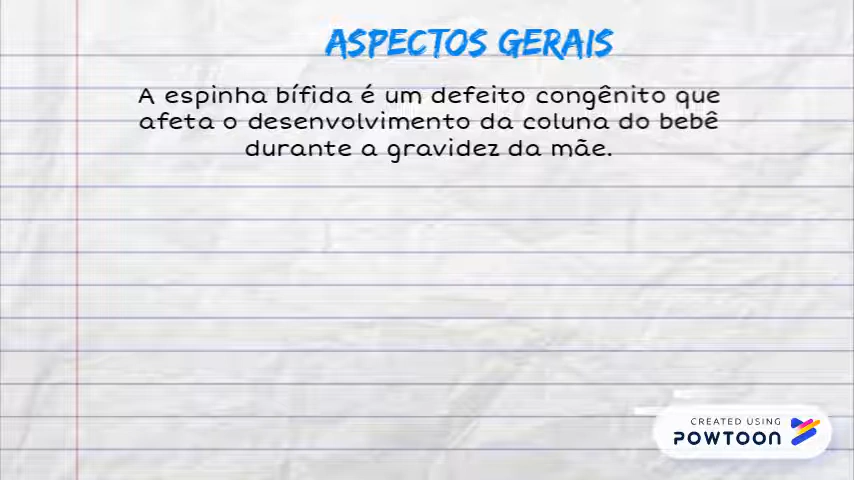 ASPECTOS GERAIS
A espinha bífida é um defeito congênito que
afeta o desenvolvimento da coluna do bebê
durante a gravidez da mãe.
CREATED USING
POWTOON